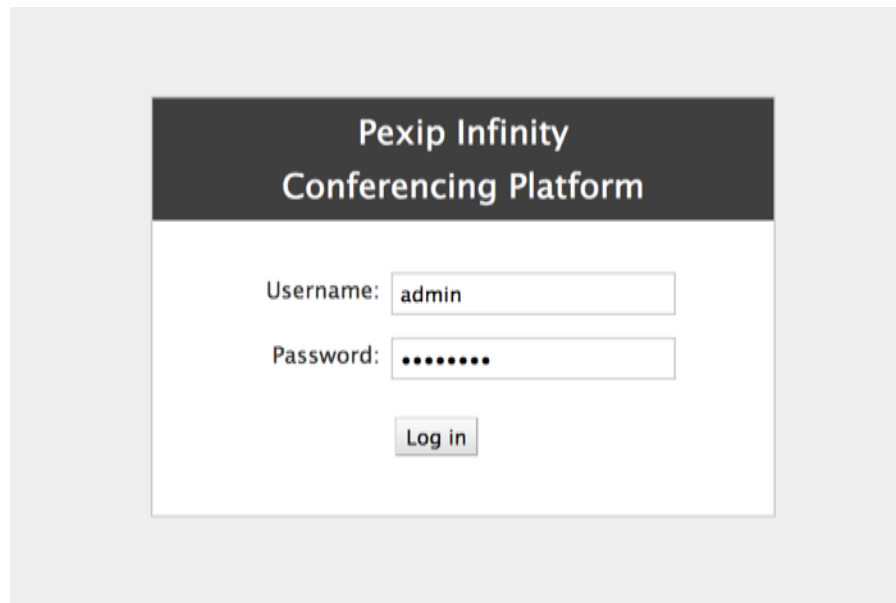 Pexip Infinity
Conferencing Platform
Username: admin
Password: ••••••••
Log in